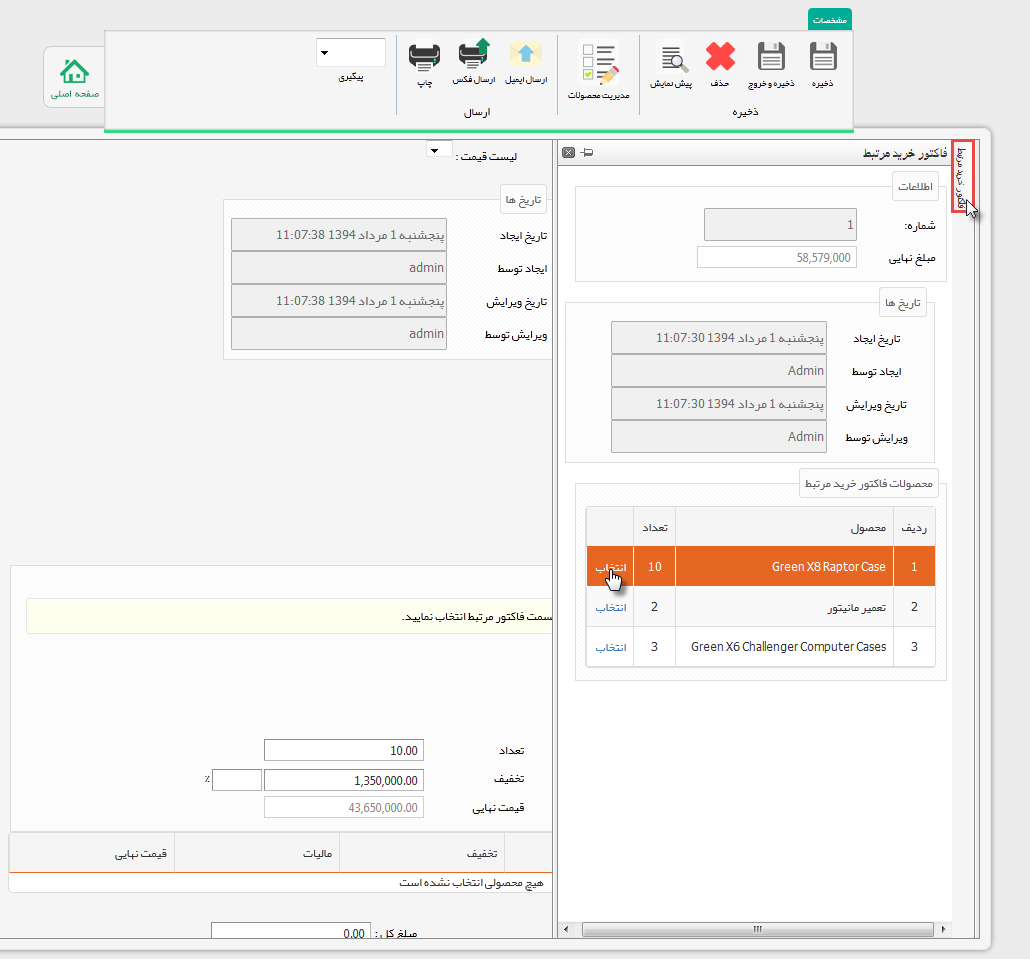 مشخصات
ذخیره
ذخیره و خروج
حذف
پیش نمایش
ذخیره
مدیریت محصولات
ارسال ایمیل
ارسال فکس
چاپ
ارسال
پیگیری
صفحه اصلی
فاکتور خرید مرتبط
فاکتور خرید مرتبط
اطلاعات
شماره: 1
مبلغ نهایی 58,579,000
تاریخ ها
تاریخ ایجاد پنجشنبه 1 مرداد 1394 11:07:30
ایجاد توسط Admin
تاریخ ویرایش پنجشنبه 1 مرداد 1394 11:07:30
ویرایش توسط Admin
محصولات فاکتور خرید مرتبط
ردیف محصول تعداد
1 Green X8 Raptor Case 10 انتخاب
2 تعمیر مانیتور 2 انتخاب
3 Green X6 Challenger Computer Cases 3 انتخاب
لیست قیمت :
تاریخ ها
تاریخ ایجاد پنجشنبه 1 مرداد 1394 11:07:38
ایجاد توسط admin
تاریخ ویرایش پنجشنبه 1 مرداد 1394 11:07:38
ویرایش توسط admin
سمت فاکتور مرتبط انتخاب نمایید.
تعداد 10.00
تخفیف 1,350,000.00 ٪
قیمت نهایی 43,650,000.00
تخفیف مالیات قیمت نهایی
هیچ محصولی انتخاب نشده است
مبلغ کل : 0.00